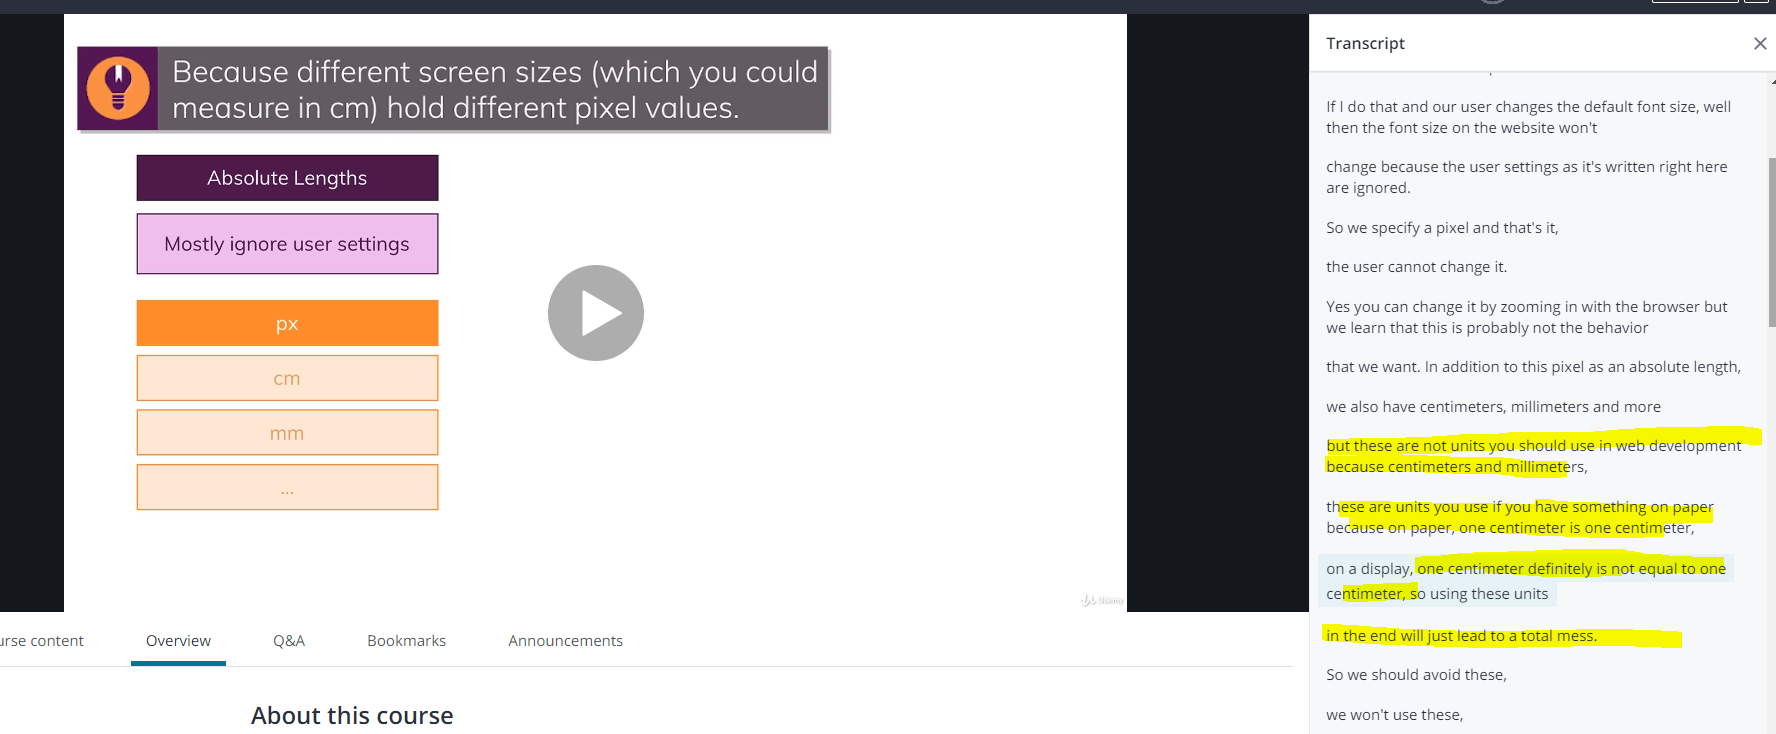 Because different screen sizes (which you could
measure in cm) hold different pixel values.
Absolute Lengths
Mostly ignore user settings
px
cm
mm
...
Udemy
urse content
Overview
Q&A
Bookmarks
Announcements
About this course
Transcript
If I do that and our user changes the default font size, well
then the font size on the website won't
change because the user settings as it's written right here
are ignored.
So we specify a pixel and that's it,
the user cannot change it.
Yes you can change it by zooming in with the browser but
we learn that this is probably not the behavior
that we want. In addition to this pixel as an absolute length,
we also have centimeters, millimeters and more
but these are not units you should use in web development
because centimeters and millimeters,
these are units you use if you have something on paper
because on paper, one centimeter is one centimeter,
on a display, one centimeter definitely is not equal to one
centimeter, so using these units
in the end will just lead to a total mess.
So we should avoid these,
we won't use these,